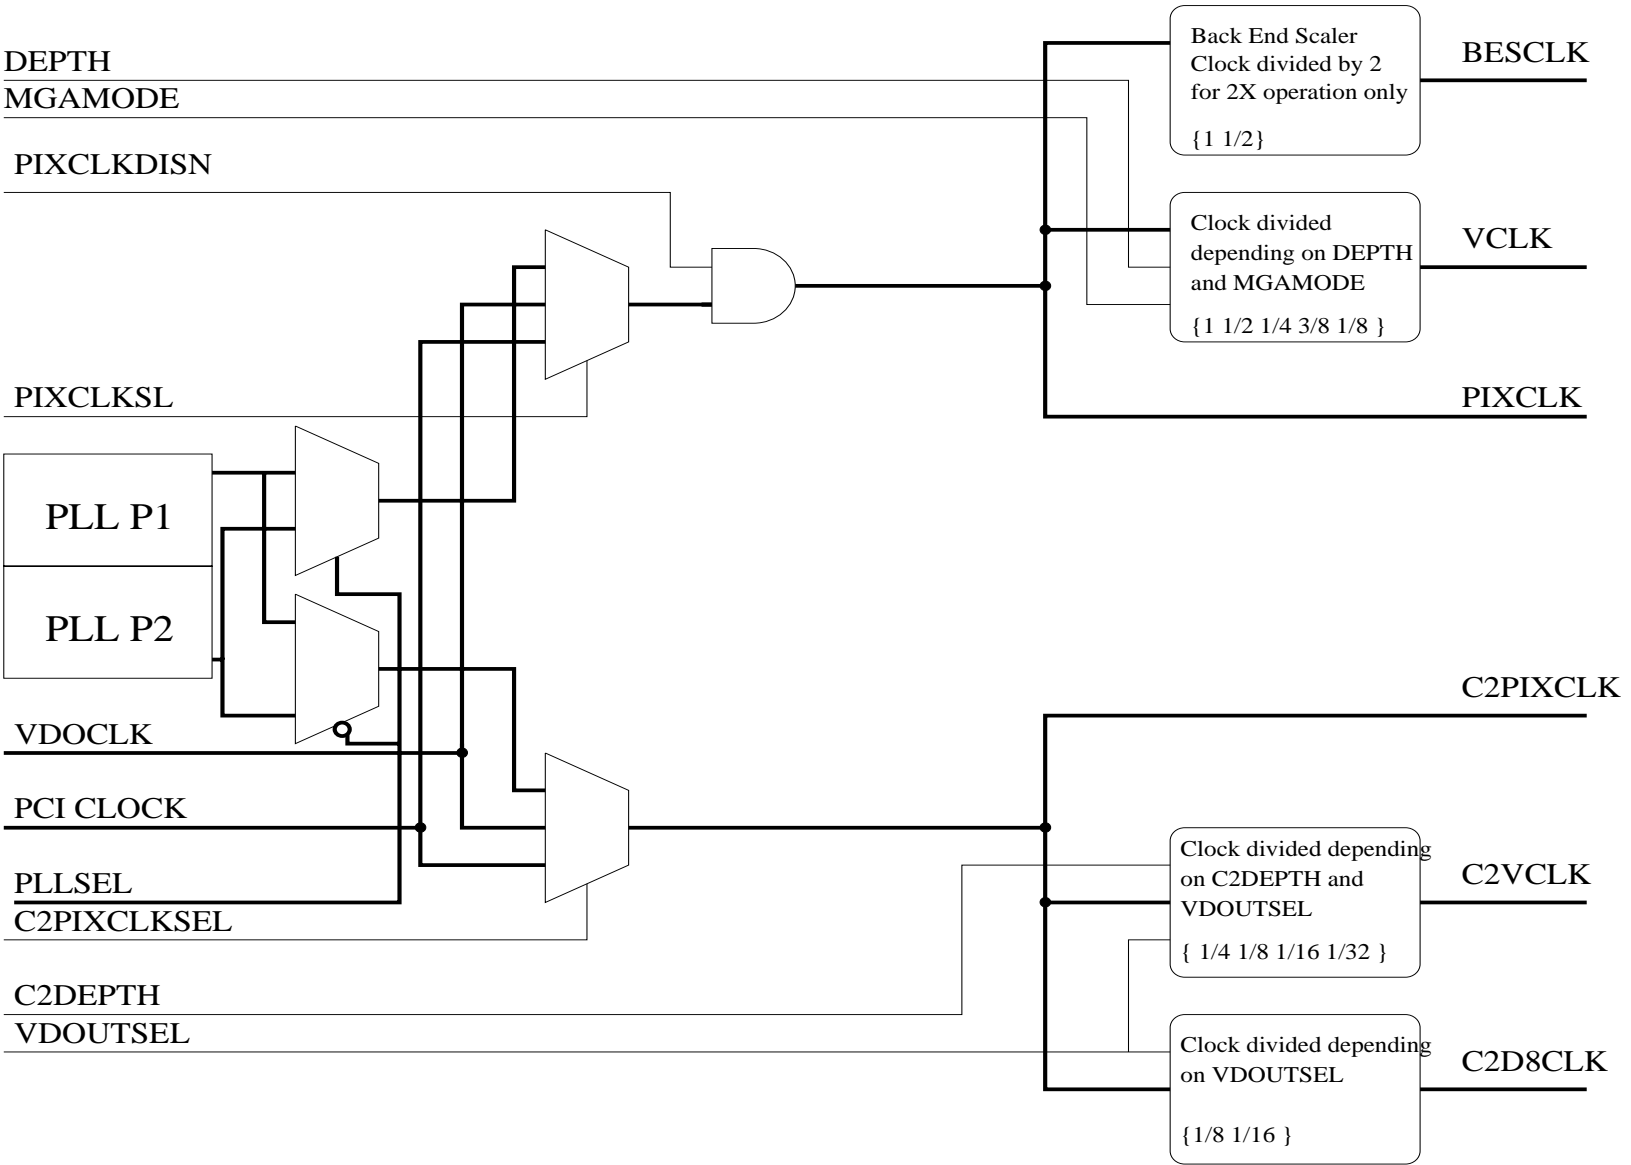 DEPTH
MGAMODE
PIXCLKDISN
PIXCLKSL
PLL P1
PLL P2
VDOCLK
PCI CLOCK
PLLSEL
C2PIXCLKSEL
C2DEPTH
VDOUTSEL
Back End Scaler
Clock divided by 2
for 2X operation only
{1 1/2}
BESCLK
Clock divided
depending on DEPTH
and MGAMODE
{1 1/2 1/4 3/8 1/8 }
VCLK
PIXCLK
C2PIXCLK
Clock divided depending
on C2DEPTH and
VDOUTSEL
{ 1/4 1/8 1/16 1/32 }
C2VCLK
Clock divided depending
on VDOUTSEL
{1/8 1/16 }
C2D8CLK